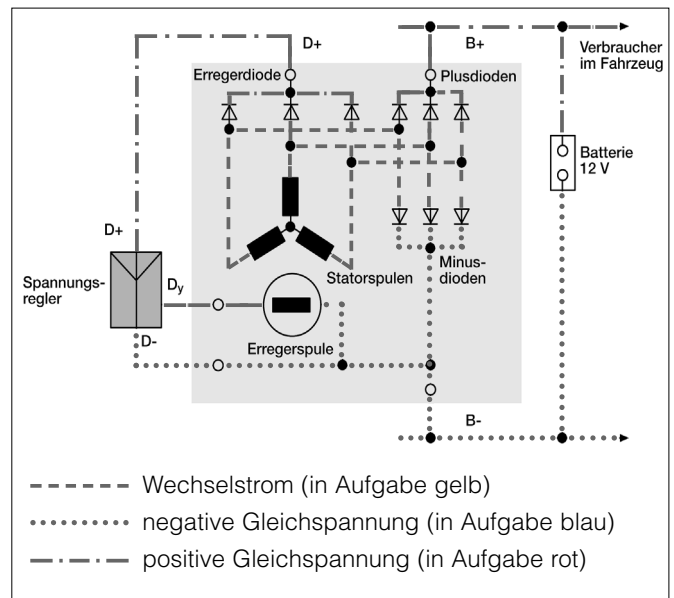 D+
B+
Verbraucher
im Fahrzeug
Erregerdiode
Plusdioden
Batterie
12 V
D+
Spannungs-
regler
Dy
Statorspulen
Minus-
dioden
D-
Erregerspule
B-
Wechselstrom (in Aufgabe gelb)
negative Gleichspannung (in Aufgabe blau)
positive Gleichspannung (in Aufgabe rot)